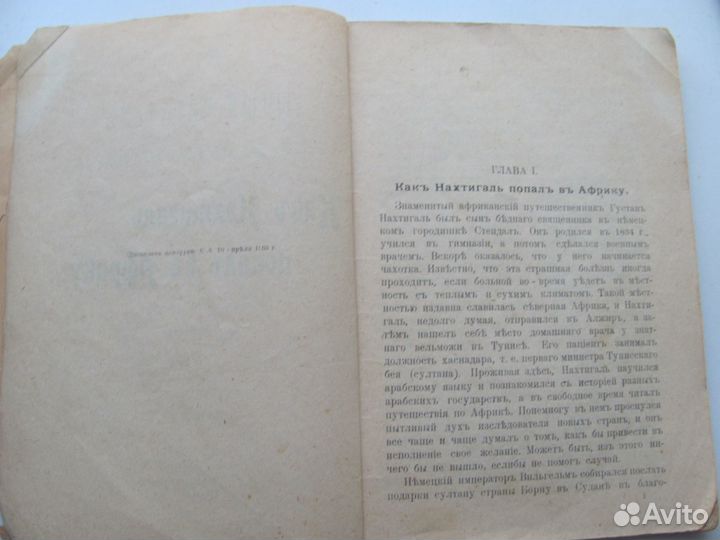 Дозволено цензурою. С.
ГЛАВА I.
Какъ Нахтигаль попалъ въ Африку.
Знаменитый африканскій путешественникъ Густав
Нахтигаль былъ сынъ бѣднаго священника въ нѣмец-
комъ городишкѣ Стендал. Онъ родился въ 1834 г.,
учился въ гимназіи, а потомъ сдѣлался военнымъ
врачемъ. Вскорѣ оказалось, что у него начинается
чахотка. Извѣстно, что эта страшная болѣзнь иногда
проходитъ, если больной во-время уѣдетъ въ мѣст-
ность съ теплымъ и сухим климатомъ. Такой мѣст-
ностью издавна славилась сѣверная Африка, и Нахти-
галь, недолго думая, отправился въ Алжиръ, а за-
тѣмъ нашелъ себѣ мѣсто домашняго врача у знат-
наго вельможи въ Тунисѣ. Его паціентъ занималъ
должность хаснадара, т. е. перваго министра Тунисскаго
бея (султана). Проживая здѣсь, Нахтигаль научился
арабскому языку и познакомился съ исторіей разныхъ
арабскихъ государствъ, а въ свободное время читалъ
путешествія по Африкѣ. Понемногу въ немъ проснулся
пытливый духъ изслѣдователя новыхъ странъ, и онъ
все чаще и чаще думалъ о томъ, какъ бы привести въ
исполненіе свое желаніе. Можетъ быть, изъ этого ни-
чего бы не вышло, еслибы не помогъ случай.
Нѣмецкій императоръ Вильгельмъ собирался послать
подарки султану страны Борну въ Суданѣ въ благо-
Avito